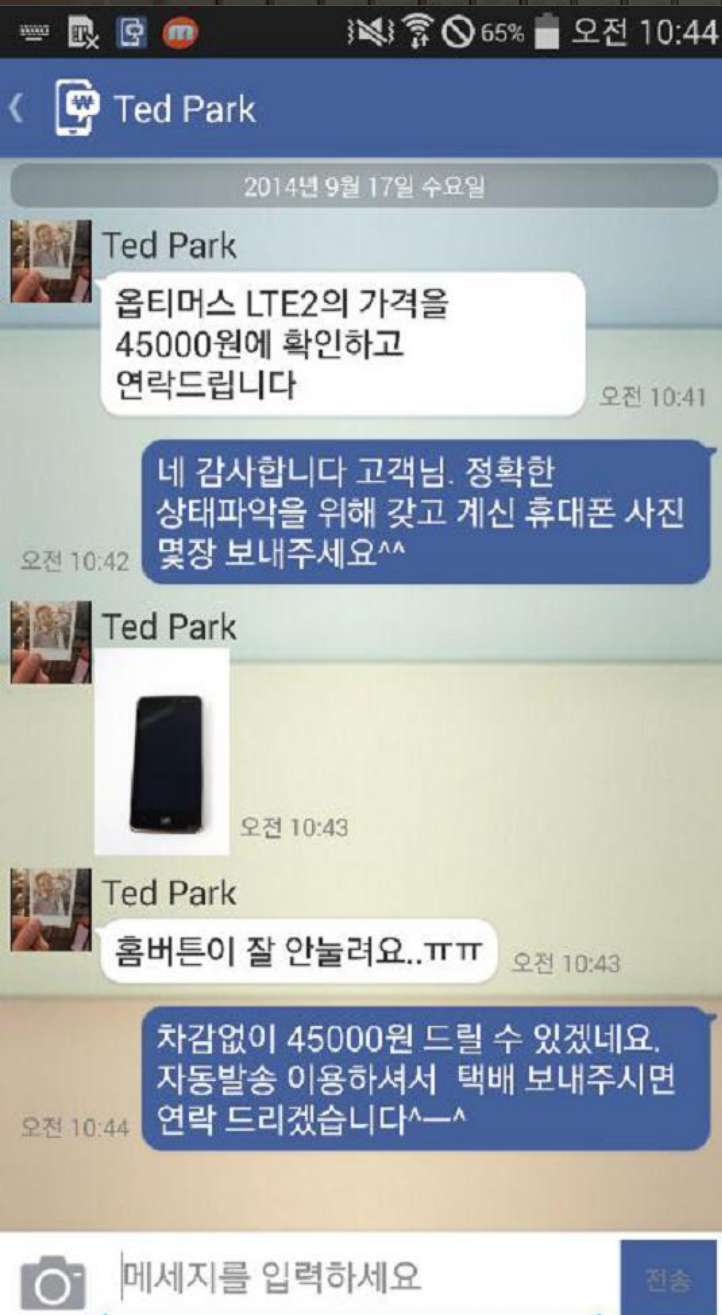 65% 오전 10:44
Ted Park
2014년 9월 17일 수요일
Ted Park
옵티머스 LTE2의 가격을
45000원에 확인하고
연락드립니다
오전 10:41
네 감사합니다 고객님. 정확한
상태파악을 위해 갖고 계신 휴대폰 사진
몇장 보내주세요^^
오전 10:42
Ted Park
오전 10:43
Ted Park
홈버튼이 잘 안눌려요..ㅠㅠ
오전 10:43
차감없이 45000원 드릴 수 있겠네요.
자동발송 이용하셔서 택배 보내주시면
연락 드리겠습니다^—^
오전 10:44
메세지를 입력하세요
전송